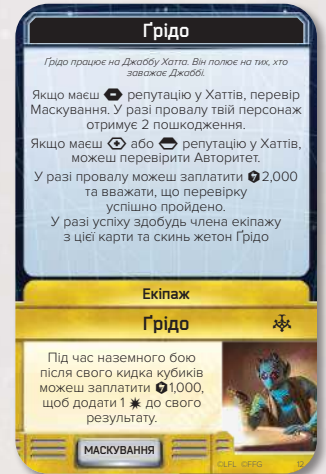 Ґрідо
Ґрідо працює на Джаббу Хатта. Він полює на тих, хто
заважає Джаббі.
Якщо маєш репутацію у Хаттів, перевір
Маскування. У разі провалу твій персонаж
отримує 2 пошкодження.
Якщо маєш або репутацію у Хаттів,
можеш перевірити Авторитет.
У разі провалу можеш заплатити 2,000
та вважати, що перевірку
успішно пройдено.
У разі успіху здобудь члена екіпажу
з цієї карти та скинь жетон Ґрідо
Екіпаж
Ґрідо
Під час наземного бою
після свого кидка кубиків
можеш заплатити 1,000,
щоб додати 1 до свого
результату.
МАСКУВАННЯ
©LFL ©FFG 12